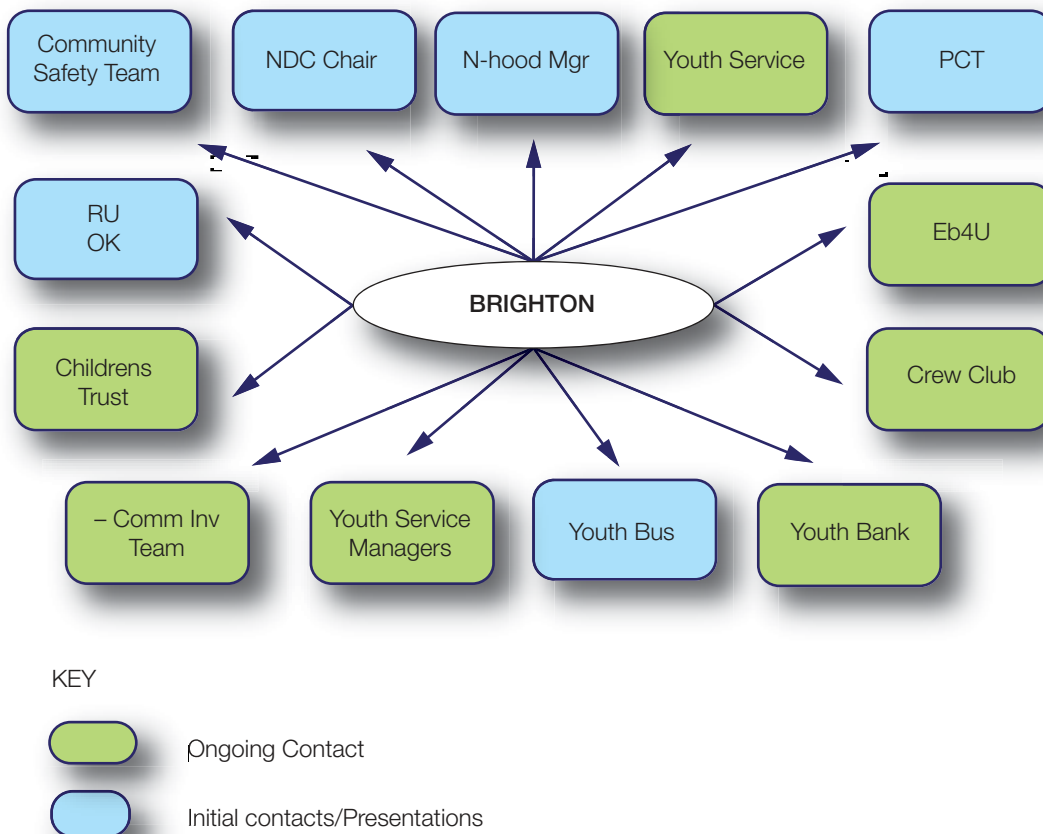 Community
Safety Team
NDC Chair
N-hood Mgr
Youth Service
PCT
RU
OK
Eb4U
BRIGHTON
Childrens
Trust
Crew Club
– Comm Inv
Team
Youth Service
Managers
Youth Bus
Youth Bank
KEY
Ongoing Contact
Initial contacts/Presentations